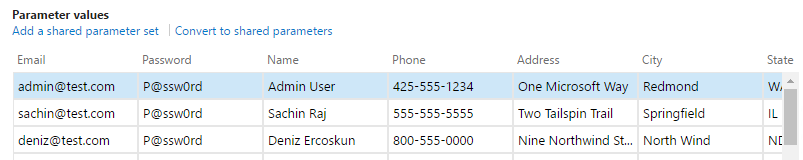 Parameter values
Add a shared parameter set | Convert to shared parameters
Email Password Name Phone Address City State
admin@test.com P@ssw0rd Admin User 425-555-1234 One Microsoft Way Redmond
sachin@test.com P@ssw0rd Sachin Raj 555-555-5555 Two Tailspin Trail Springfield IL
deniz@test.com P@ssw0rd Deniz Ercoskun 800-555-0000 Nine Northwind St... North Wind